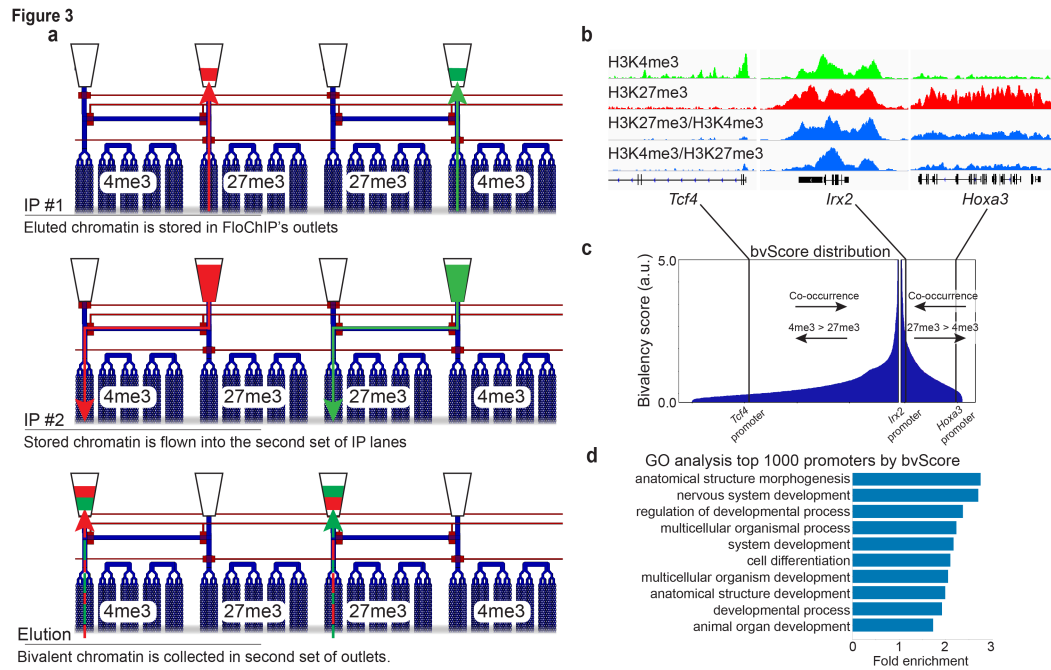 Figure 3
a
4me3
27me3
27me3
4me3
IP #1
Eluted chromatin is stored in FloChIP's outlets
4me3
27me3
27me3
4me3
IP #2
Stored chromatin is flown into the second set of IP lanes
4me3
27me3
27me3
4me3
Elution
Bivalent chromatin is collected in second set of outlets.
b
H3K4me3
H3K27me3
H3K27me3/H3K4me3
H3K4me3/H3K27me3
Tcf4
Irx2
Hoxa3
c
bvScore distribution
Bivalency score (a.u.)
5.0
0.0
Co-occurrence
4me3 > 27me3
Co-occurrence
27me3 > 4me3
Tcf4 promoter
Irx2 promoter
Hoxa3 promoter
d
GO analysis top 1000 promoters by bvScore
anatomical structure morphogenesis
nervous system development
regulation of developmental process
multicellular organismal process
system development
cell differentiation
multicellular organism development
anatomical structure development
developmental process
animal organ development
0 1 2 3
Fold enrichment